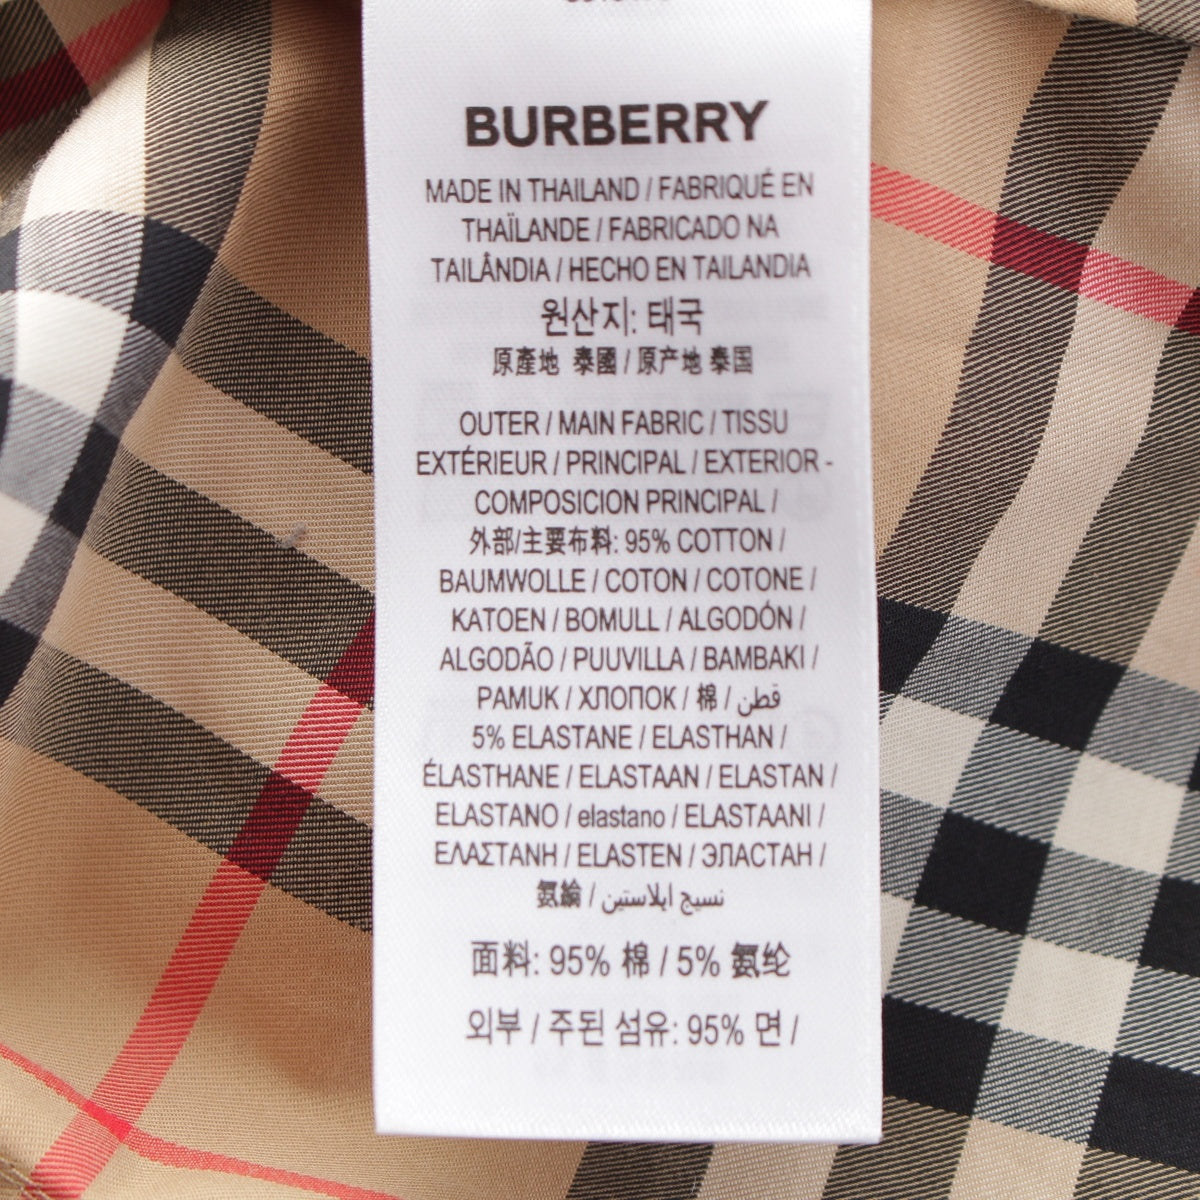 BURBERRY
MADE IN THAILAND / FABRIQUÉ EN
THAÏLANDE / FABRICADO NA
TAILÂNDIA / HECHO EN TAILANDIA
원산지: 태국
原產地 泰國 / 原产地 泰国
OUTER / MAIN FABRIC / TISSU
EXTÉRIEUR / PRINCIPAL / EXTERIOR -
COMPOSICION PRINCIPAL /
外部/主要布料: 95% COTTON /
BAUMWOLLE / COTON / COTONE /
KATOEN / BOMULL / ALGODÓN /
ALGODÃO / PUUVILLA / BAMBAKI /
PAMUK / ХЛОПОК / 棉 / قطن
5% ELASTANE / ELASTHAN /
ÉLASTHANE / ELASTAAN / ELASTAN /
ELASTANO / elastano / ELASTAANI /
ΕΛΑΣΤΑΝΗ / ELASTEN / ЭЛАСТАН /
氨綸 / نسيج ايلاستين
面料: 95% 棉 / 5% 氨纶
외부 / 주된 섬유: 95% 면 /